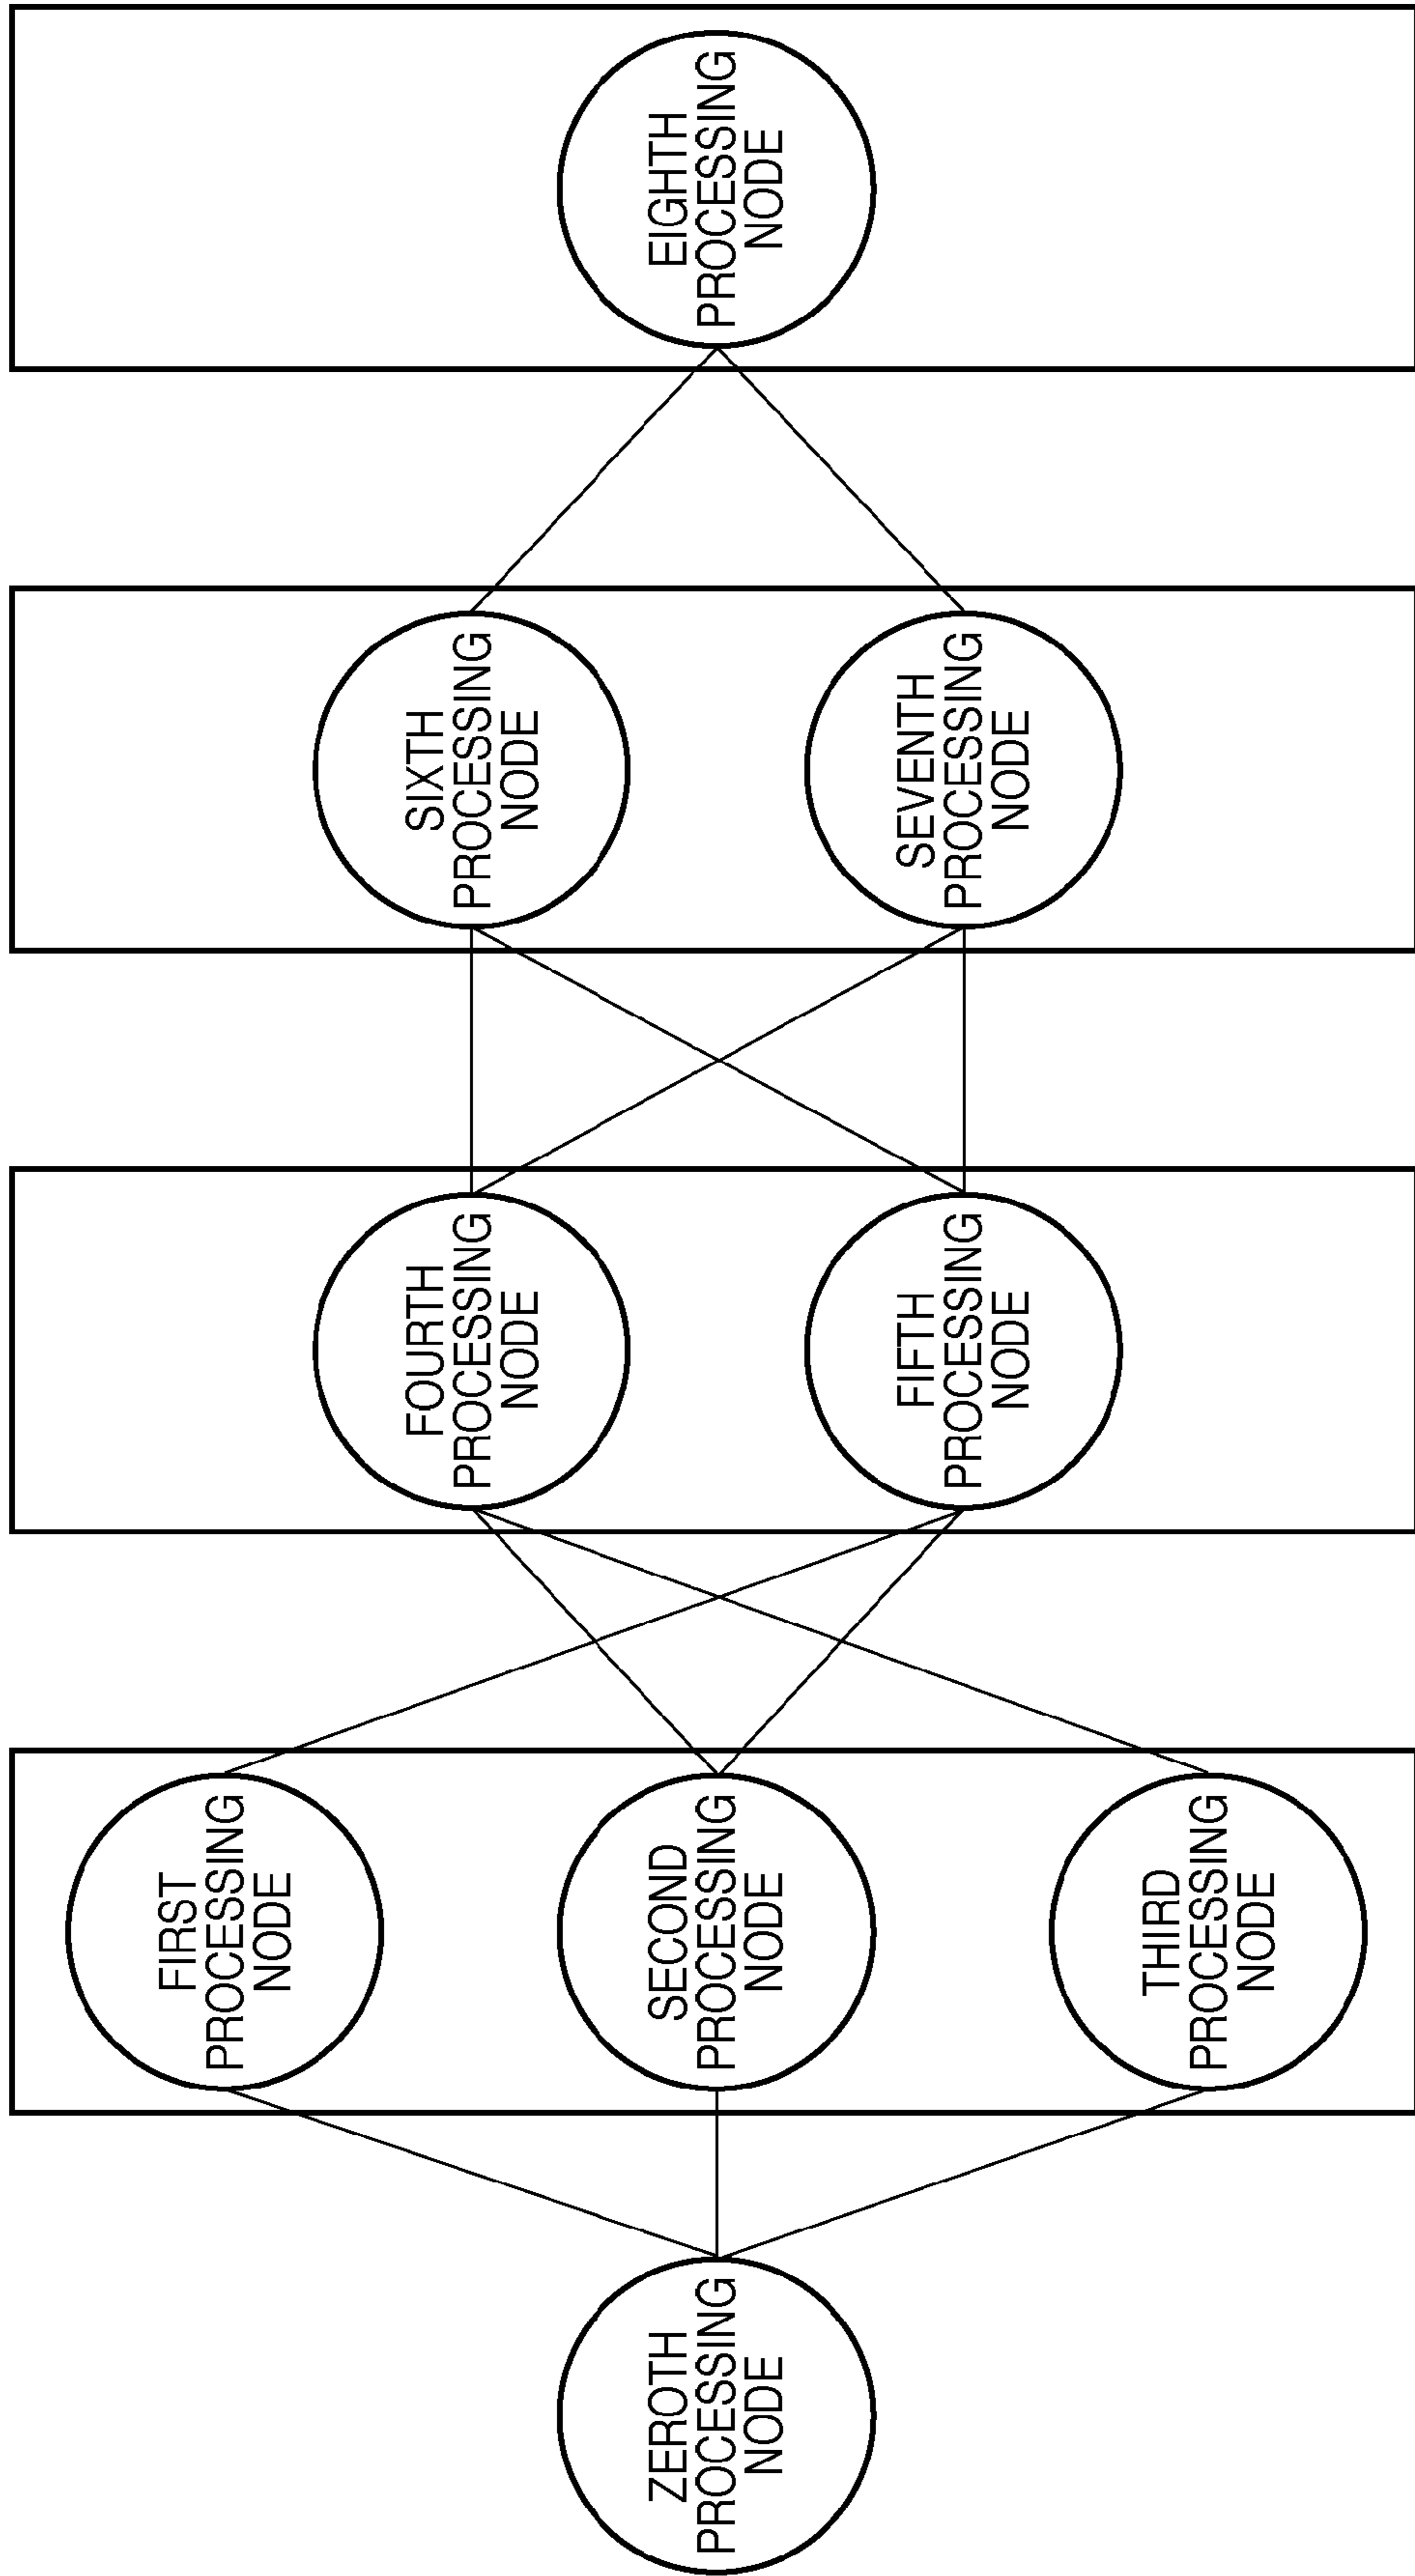 ZEROTH
PROCESSING
NODE
FIRST
PROCESSING
NODE
SECOND
PROCESSING
NODE
THIRD
PROCESSING
NODE
FOURTH
PROCESSING
NODE
FIFTH
PROCESSING
NODE
SIXTH
PROCESSING
NODE
SEVENTH
PROCESSING
NODE
EIGHTH
PROCESSING
NODE